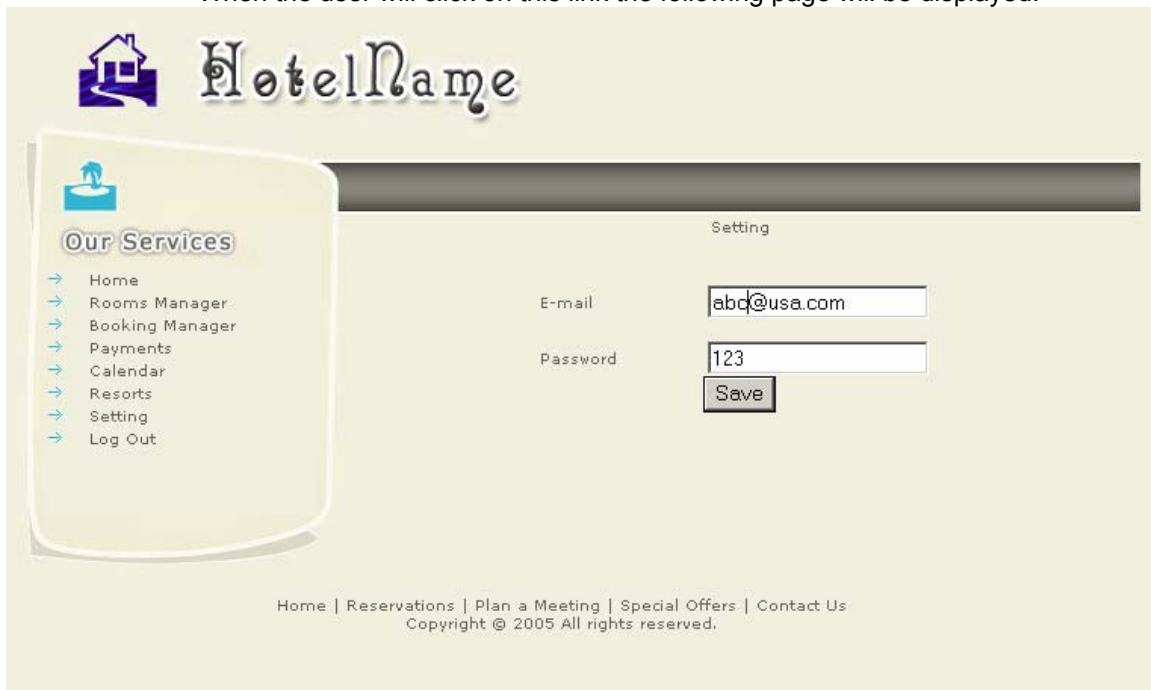 When the user will click on this link the following page will be displayed.
HotelName
Our Services
Home
Rooms Manager
Booking Manager
Payments
Calendar
Resorts
Setting
Log Out
Setting
E-mail abc@usa.com
Password 123
Save
Home | Reservations | Plan a Meeting | Special Offers | Contact Us
Copyright © 2005 All rights reserved.